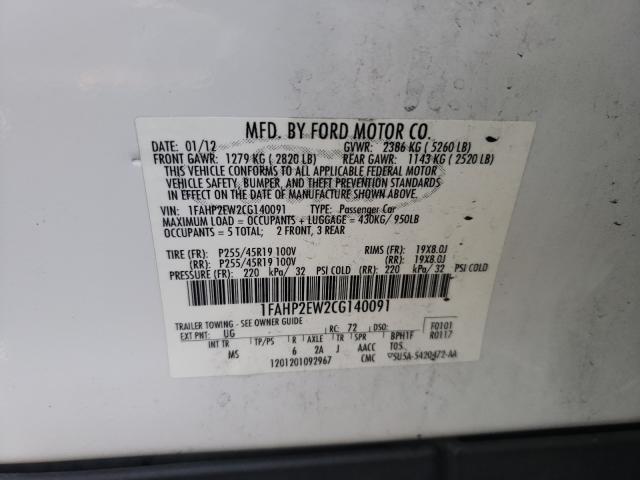 MFD. BY FORD MOTOR CO.
DATE: 01/12 GVWR: 2386 KG ( 5260 LB)
FRONT GAWR: 1279 KG ( 2820 LB) REAR GAWR: 1143 KG ( 2520 LB)
THIS VEHICLE CONFORMS TO ALL APPLICABLE FEDERAL MOTOR
VEHICLE SAFETY, BUMPER, AND THEFT PREVENTION STANDARDS
IN EFFECT ON THE DATE OF MANUFACTURE SHOWN ABOVE.
VIN: 1FAHP2EW2CG140091 TYPE: Passenger Car
MAXIMUM LOAD = OCCUPANTS + LUGGAGE = 430KG/ 950LB
OCCUPANTS = 5 TOTAL; 2 FRONT, 3 REAR
TIRE (FR): P255/45R19 100V RIMS (FR): 19X8.0J
(RR): P255/45R19 100V (RR): 19X8.0J
PRESSURE (FR): 220 kPa/ 32 PSI COLD (RR): 220 kPa/ 32 PSI COLD
1FAHP2EW2CG140091
TRAILER TOWING - SEE OWNER GUIDE F0101
EXT PNT: UG RC: 72 DSO: R0117
INT TR TP/PS R AXLE TR SPR BPH1F
MS 6 2A J AACC TOS
1201201092967 CMC 5U5A-5420472-AA